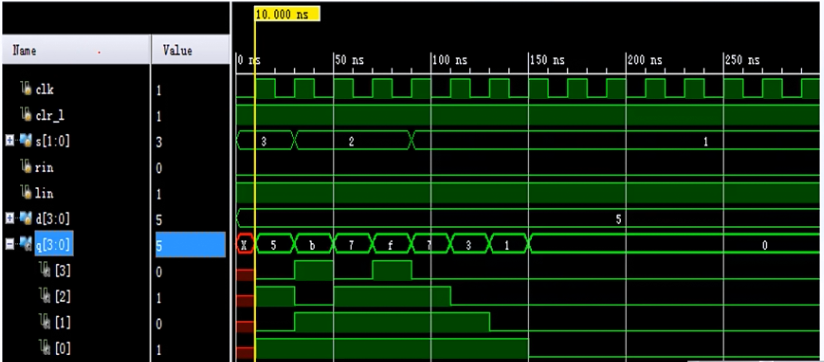 10.000 ns
Name Value
0 ns 50 ns 100 ns 150 ns 200 ns 250 ns
clk 1
clr_l 1
s[1:0] 3 3 2 1
rin 0
lin 1
d[3:0] 5 5
q[3:0] 5 X 5 b 7 f 7 3 1 0
[3] 0
[2] 1
[1] 0
[0] 1